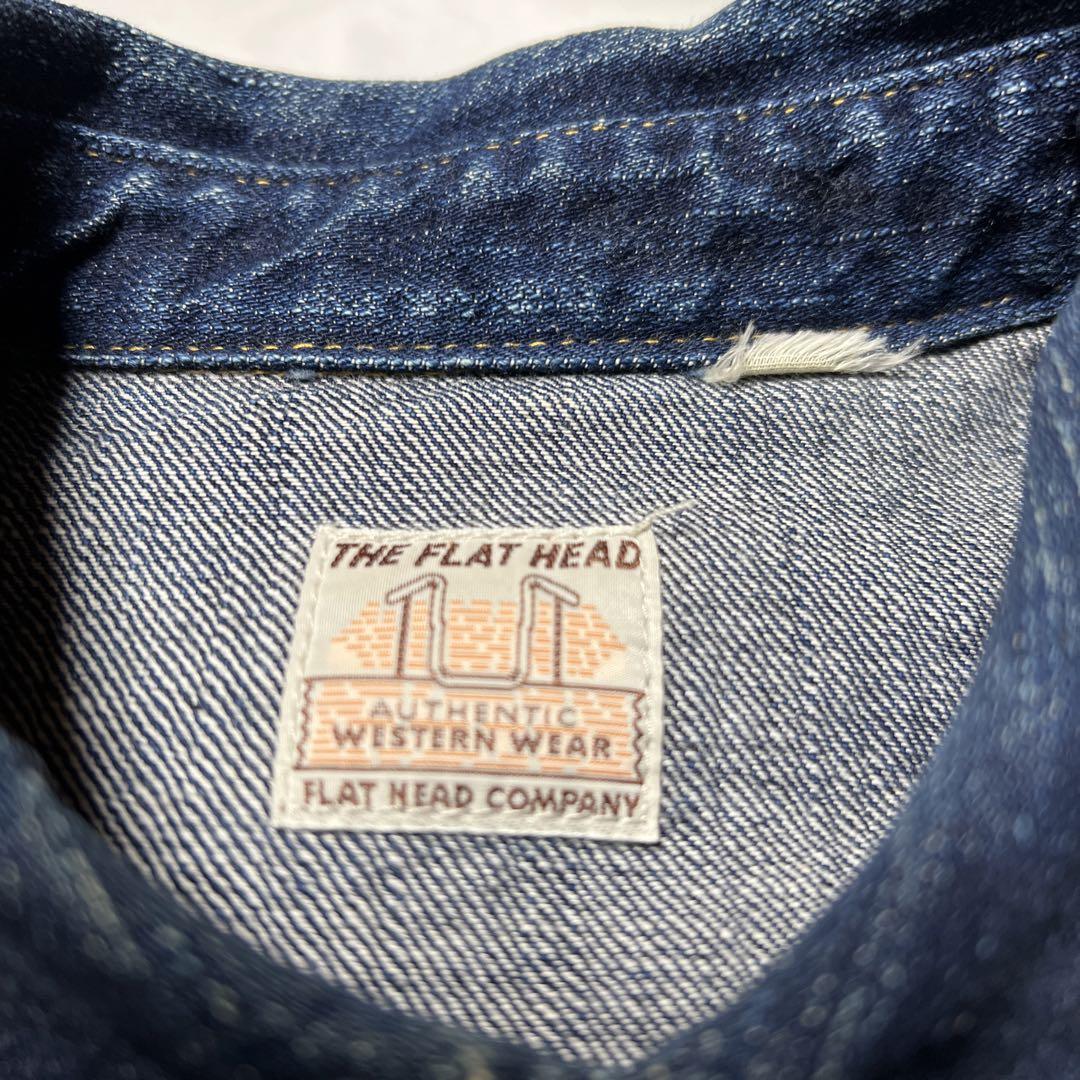 THE FLAT HEAD
AUTHENTIC
WESTERN WEAR
FLAT HEAD COMPANY